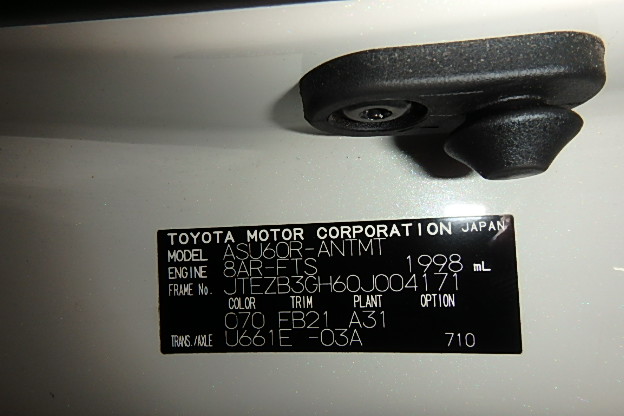 TOYOTA MOTOR CORPORATION JAPAN
MODEL ASU60R-ANTMT
ENGINE 8AR-FTS 1998 mL
FRAME No. JTEZB3GH60J004171
COLOR TRIM PLANT OPTION
070 EB21 A31
TRANS./AXLE U661E -03A 710